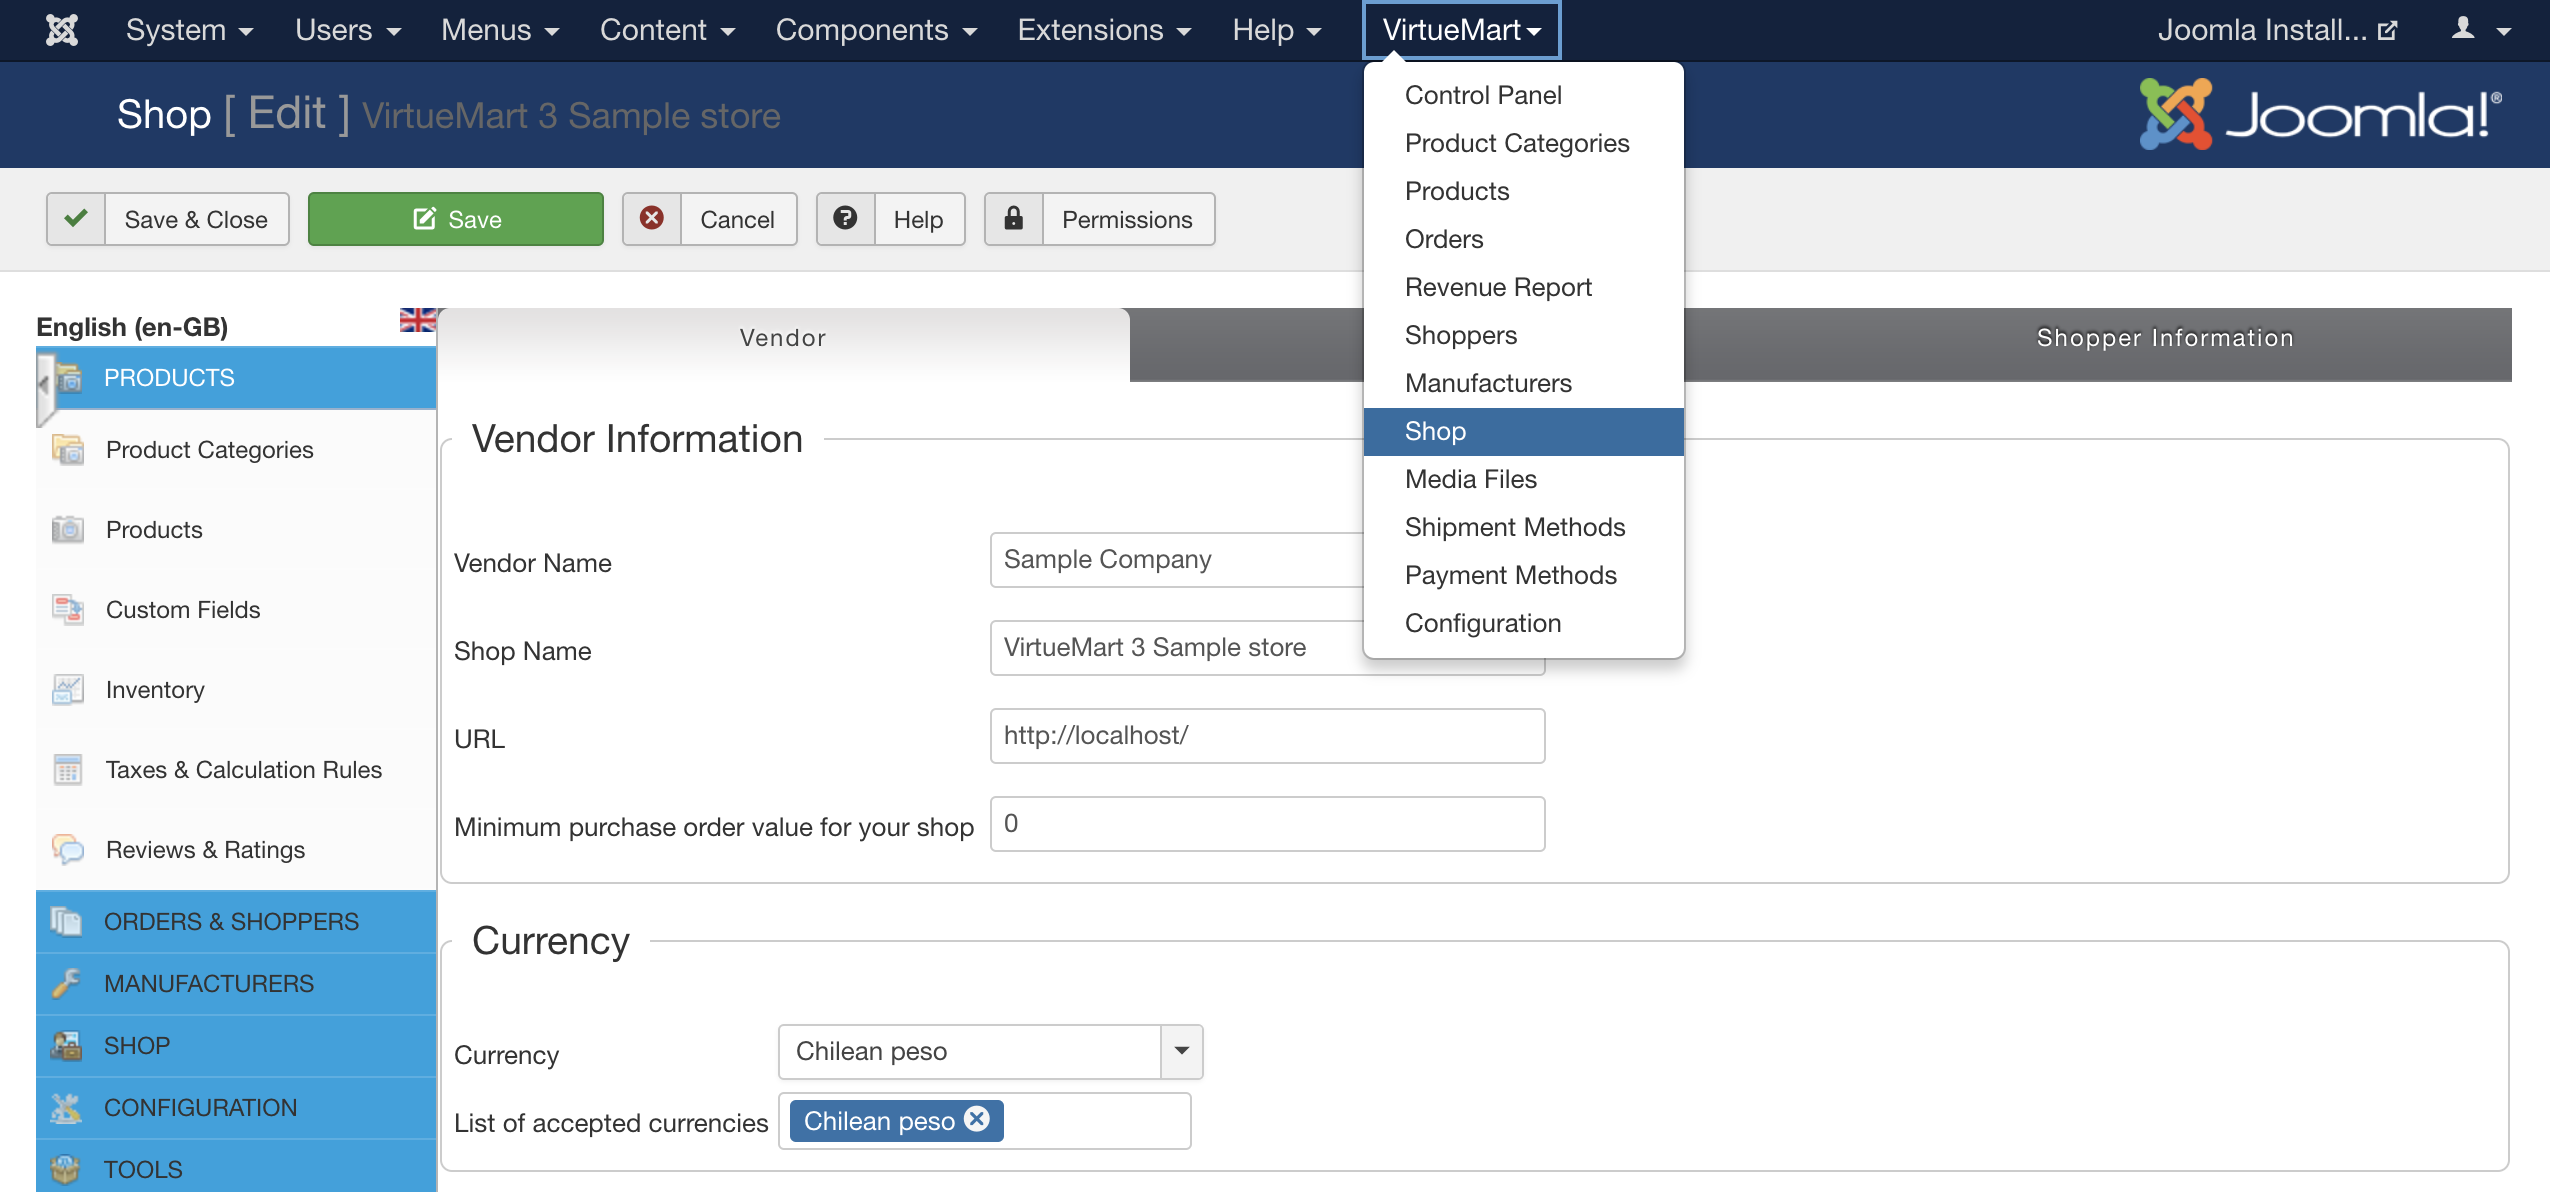 System Users Menus Content Components Extensions Help VirtueMart Joomla Install...
Shop [ Edit ] VirtueMart 3 Sample store
Joomla!®
Save & Close Save Cancel Help Permissions
Control Panel
Product Categories
Products
Orders
Revenue Report
Shoppers
Manufacturers
Shop
Media Files
Shipment Methods
Payment Methods
Configuration
English (en-GB)
PRODUCTS
Product Categories
Products
Custom Fields
Inventory
Taxes & Calculation Rules
Reviews & Ratings
ORDERS & SHOPPERS
MANUFACTURERS
SHOP
CONFIGURATION
TOOLS
Vendor Shopper Information
Vendor Information
Vendor Name Sample Company
Shop Name VirtueMart 3 Sample store
URL http://localhost/
Minimum purchase order value for your shop 0
Currency
Currency Chilean peso
List of accepted currencies Chilean peso